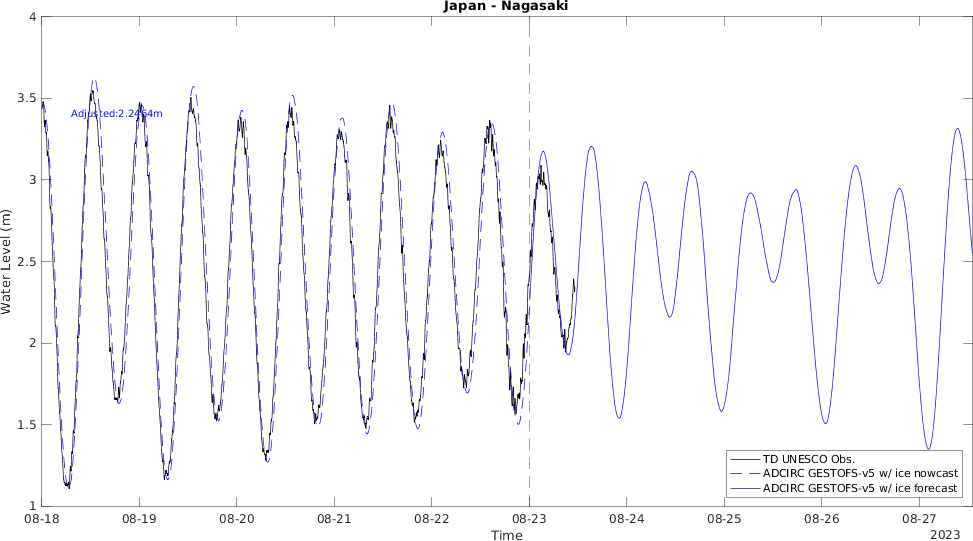 Japan - Nagasaki
4
3.5
Adjusted:2.2464m
3
2.5
2
1.5
1
Water Level (m)
08-18 08-19 08-20 08-21 08-22 08-23 08-24 08-25 08-26 08-27
Time
2023
TD UNESCO Obs.
ADCIRC GESTOFS-v5 w/ ice nowcast
ADCIRC GESTOFS-v5 w/ ice forecast